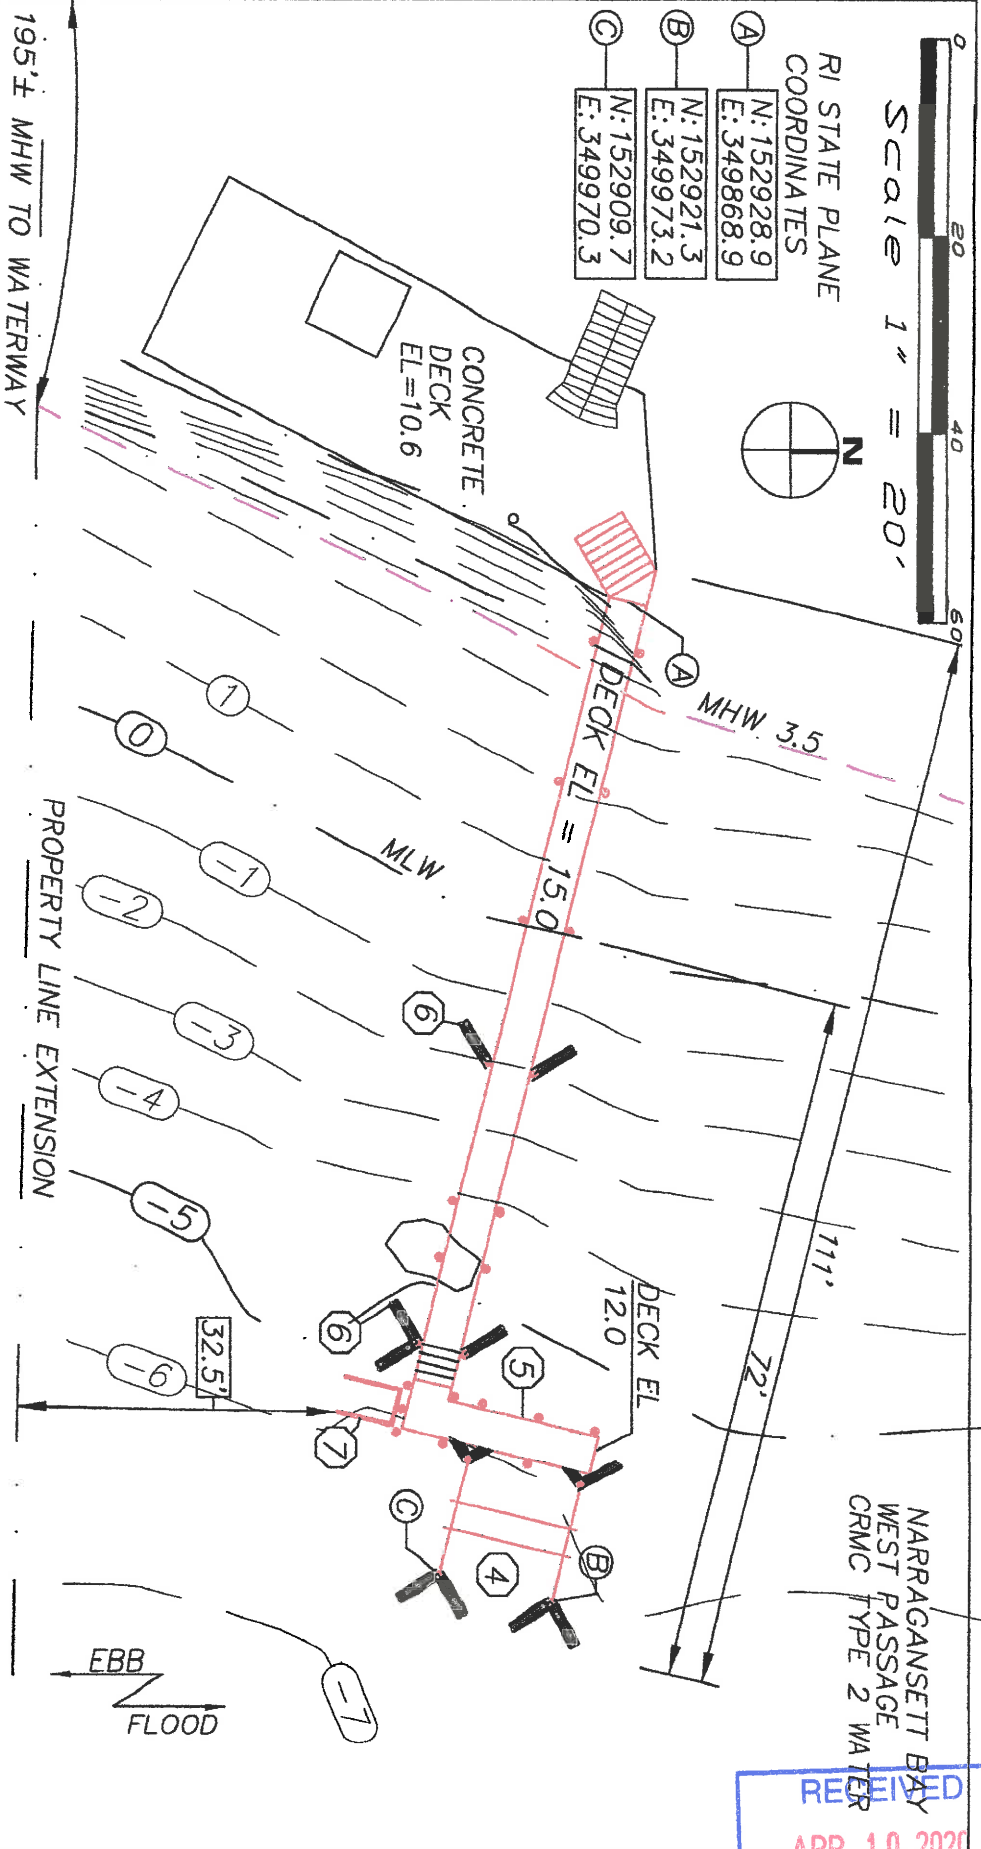 0 20 40 60
Scale 1" = 20'
RI STATE PLANE
COORDINATES
A
N: 152928.9
E: 349868.9
B
N: 152921.3
E: 349973.2
C
N: 152909.7
E: 349970.3
N
CONCRETE
DECK
EL=10.6
195'± MHW TO WATERWAY
A
MHW 3.5
DECK EL = 15.0
1
0
MLW
-1
-2
-3
-4
-5
-6
-7
PROPERTY LINE EXTENSION
6
6
111'
72'
DECK EL
12.0
5
32.5'
7
C
4
B
NARRAGANSETT BAY
WEST PASSAGE
CRMC TYPE 2 WATER
EBB
FLOOD
RECEIVED
APR 10 2020